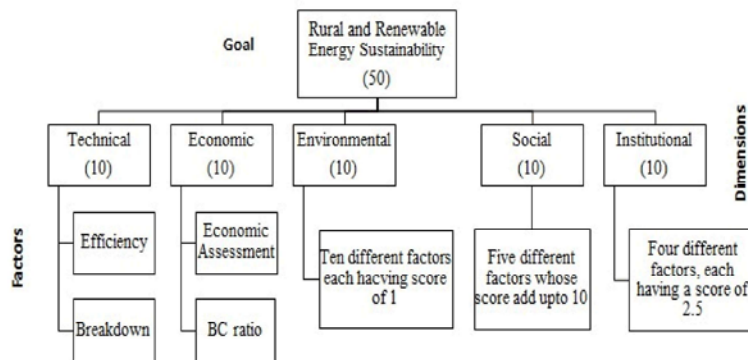 Goal
Rural and Renewable
Energy Sustainability
(50)
Technical
(10)
Economic
(10)
Environmental
(10)
Social
(10)
Institutional
(10)
Dimensions
Factors
Efficiency
Breakdown
Economic
Assessment
BC ratio
Ten different factors
each hacving score
of 1
Five different
factors whose
score add upto 10
Four different
factors, each
having a score of
2.5